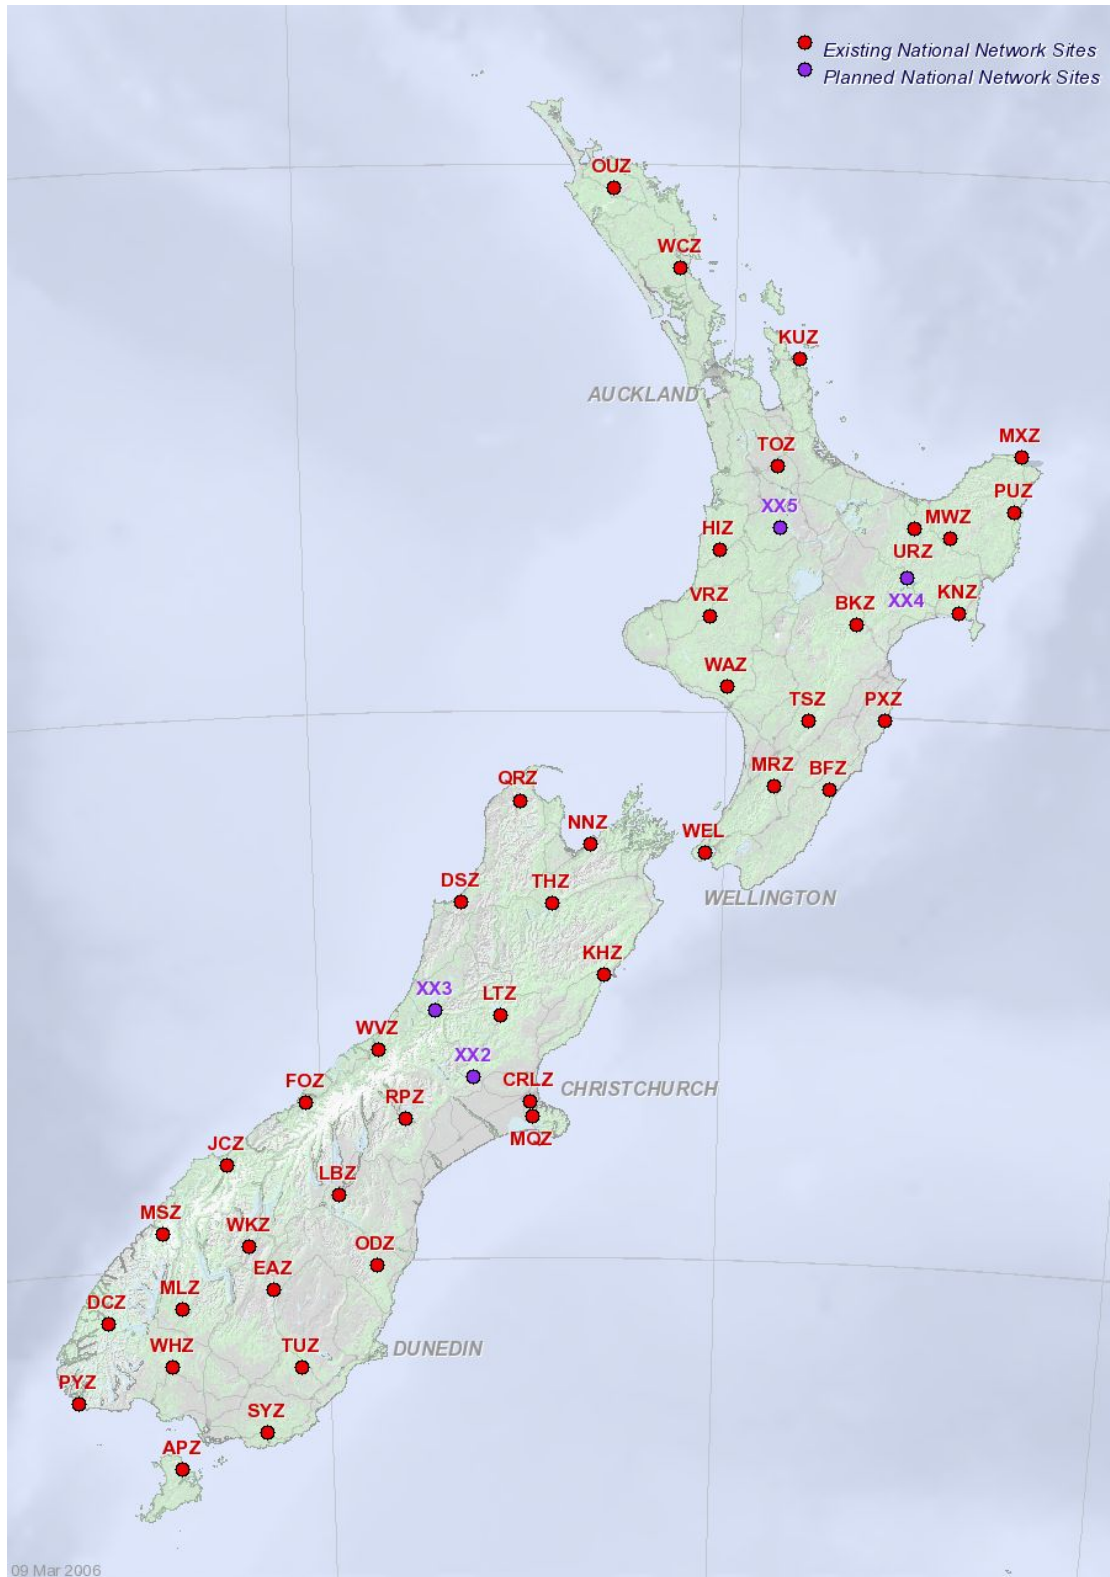 Existing National Network Sites
Planned National Network Sites
OUZ
WCZ
KUZ
AUCKLAND
TOZ
MXZ
XX5
PUZ
HIZ
MWZ
URZ
XX4
VRZ
BKZ
KNZ
WAZ
TSZ
PXZ
MRZ
BFZ
QRZ
NNZ
WEL
DSZ
THZ
WELLINGTON
KHZ
XX3
LTZ
WVZ
XX2
FOZ
CRLZ
CHRISTCHURCH
RPZ
MQZ
JCZ
LBZ
MSZ
WKZ
ODZ
EAZ
MLZ
DCZ
DUNEDIN
WHZ
TUZ
PYZ
SYZ
APZ
09 Mar 2006